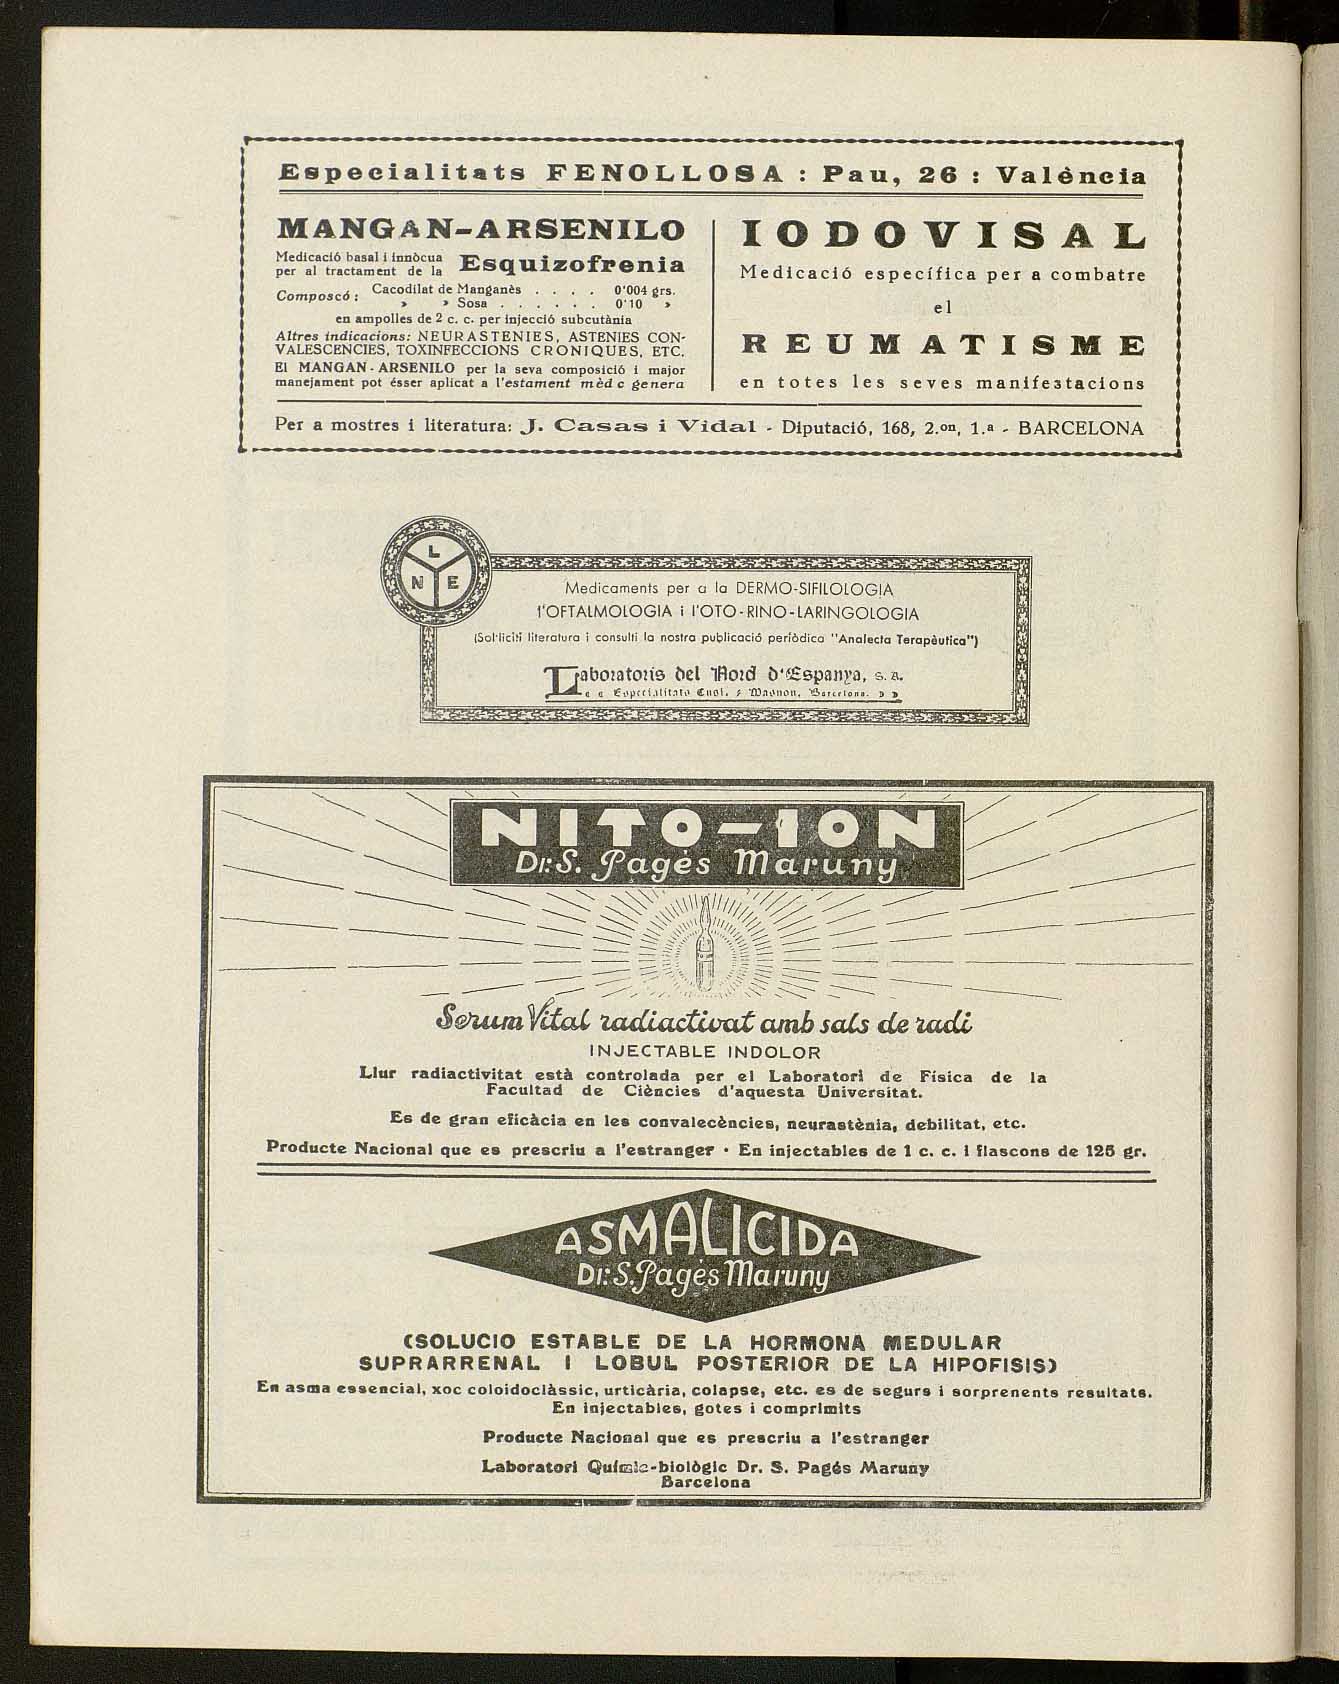 Especialitats FENOLLOSA : Pau, 26 : València
MANGAN-ARSENILO
Medicació basal i innòcua
per al tractament de la Esquizofrenia
Composcó: Cacodilat de Manganès . . . . 0'004 grs.
» » Sosa . . . . . . 0'10 »
en ampolles de 2 c. c. per injecció subcutània
Altres indicacions: NEURASTENIES, ASTENIES CON-
VALESCENCIES, TOXINFECCIONS CRONIQUES, ETC.
El MANGAN-ARSENILO per la seva composició i major
manejament pot ésser aplicat a l'estament mèd c genera
IODOVISAL
Medicació específica per a combatre
el
REUMATISME
en totes les seves manifestacions
Per a mostres i literatura: J. Casas i Vidal - Diputació, 168, 2.on, 1.a - BARCELONA
L
N E
Medicaments per a la DERMO-SIFILOLOGIA
l'OFTALMOLOGIA i l'OTO-RINO-LARINGOLOGIA
(Sol·liciti literatura i consulti la nostra publicació periòdica "Analecta Terapèutica")
Laboratoris del Nord d'Espanya, s. a.
Barcelona.
NITO-ION
Dr. S. Pagès Maruny
Serum Vital radiactivat amb sals de radi
INJECTABLE INDOLOR
Llur radiactivitat està controlada per el Laboratori de Física de la
Facultad de Ciències d'aquesta Universitat.
Es de gran eficàcia en les convalecències, neurastènia, debilitat, etc.
Producte Nacional que es prescriu a l'estranger · En injectables de 1 c. c. i flascons de 125 gr.
ASMALICIDA
Dr. S. Pagès Maruny
(SOLUCIO ESTABLE DE LA HORMONA MEDULAR
SUPRARRENAL I LOBUL POSTERIOR DE LA HIPOFISIS)
En asma essencial, xoc coloidoclàssic, urticària, colapse, etc. es de segurs i sorprenents resultats.
En injectables, gotes i comprimits
Producte Nacional que es prescriu a l'estranger
Laboratori Químic-biològic Dr. S. Pagés Maruny
Barcelona